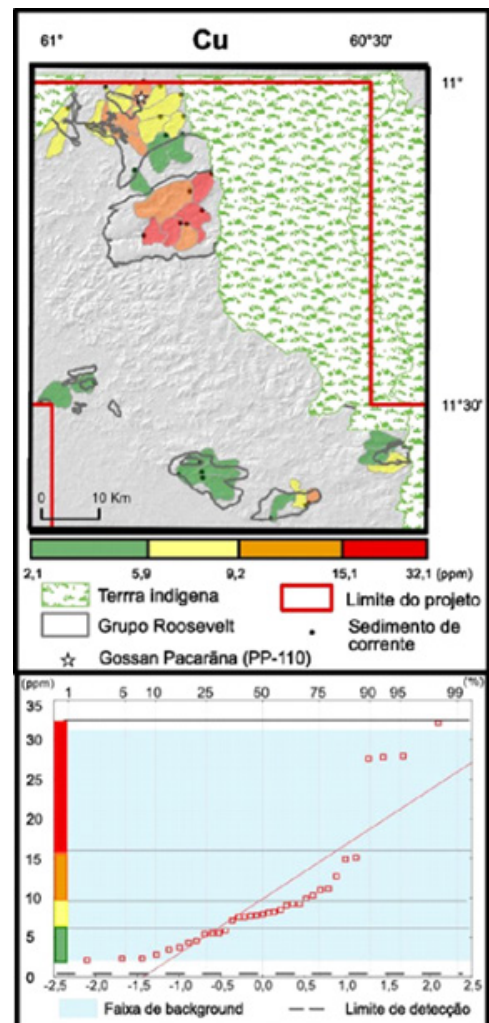 61° Cu 60°30'
11°
11°30'
0 10 Km
2,1 5,9 9,2 15,1 32,1 (ppm)
Terrra indigena
Limite do projeto
Grupo Roosevelt
Sedimento de
corrente
Gossan Pacarãna (PP-110)
(ppm) 1 5 10 25 50 75 90 95 99 (%)
35
30
25
20
15
10
5
0
-2,5 -2,0 -1.5 -1.0 -0.5 0,0 0,5 1,0 1.5 2,0 2.5
Faixa de background Limite de detecção